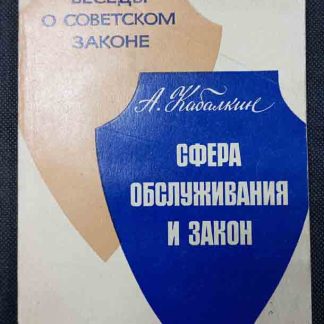 БЕСЕДЫ
О СОВЕТСКОМ
ЗАКОНЕ
А. Кабалкин
СФЕРА
ОБСЛУЖИВАНИЯ
И ЗАКОН